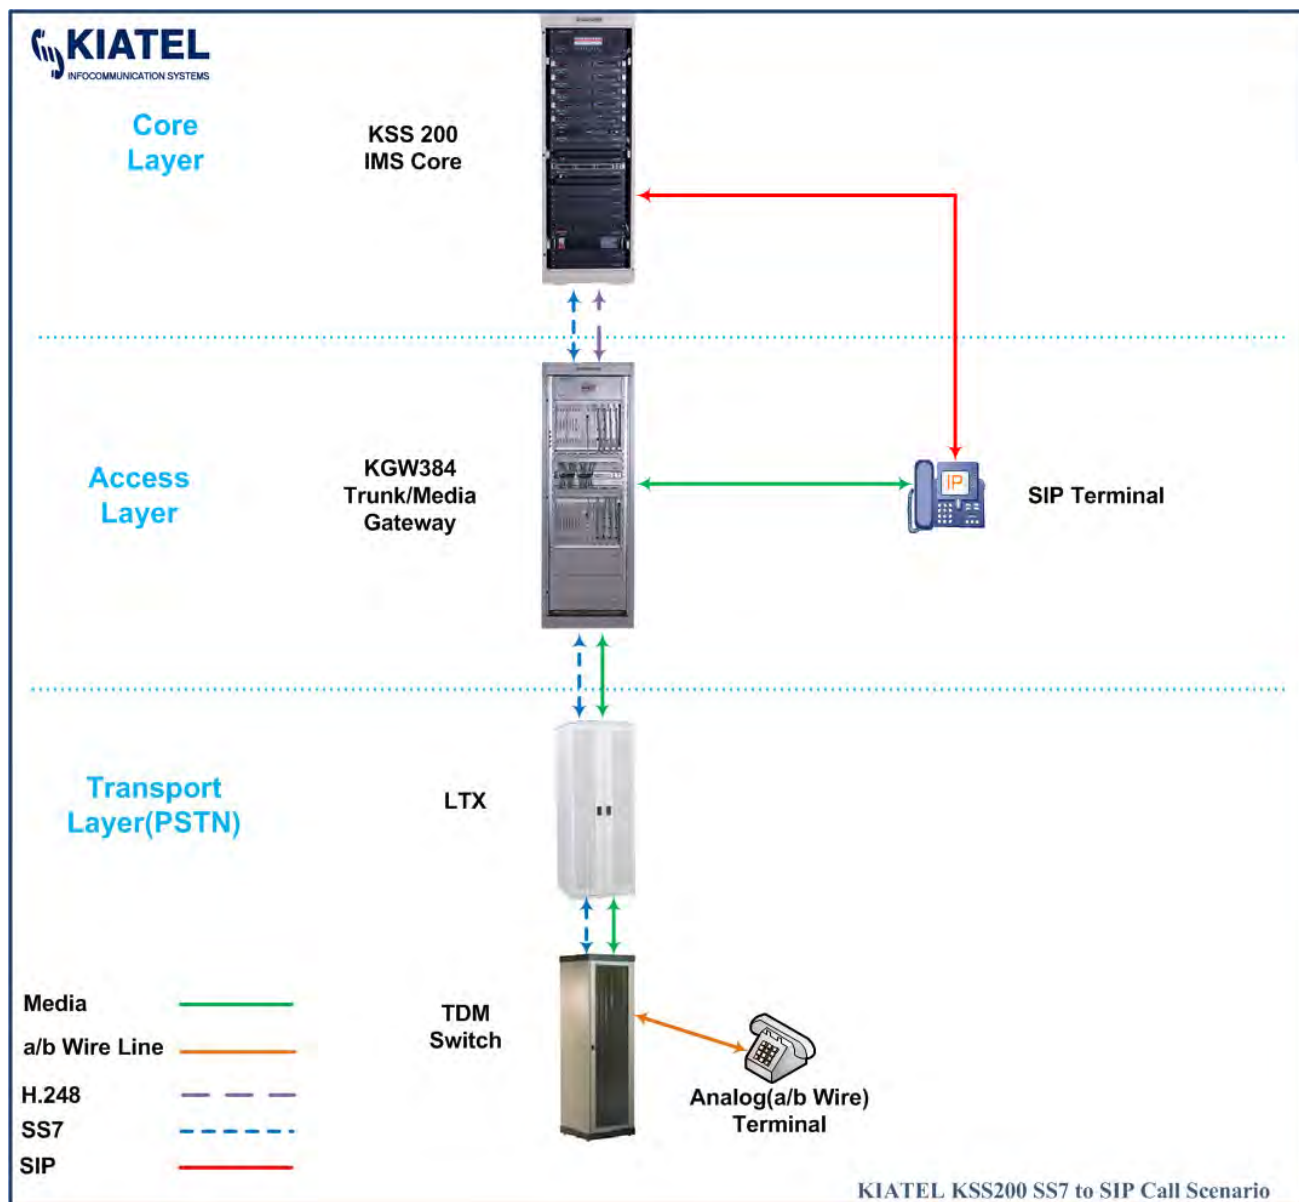 KIATEL
INFOCOMMUNICATION SYSTEMS
Core
Layer
KSS 200
IMS Core
Access
Layer
KGW384
Trunk/Media
Gateway
IP
SIP Terminal
Transport
Layer(PSTN)
LTX
TDM
Switch
Analog(a/b Wire)
Terminal
Media
a/b Wire Line
H.248
SS7
SIP
KIATEL KSS200 SS7 to SIP Call Scenario